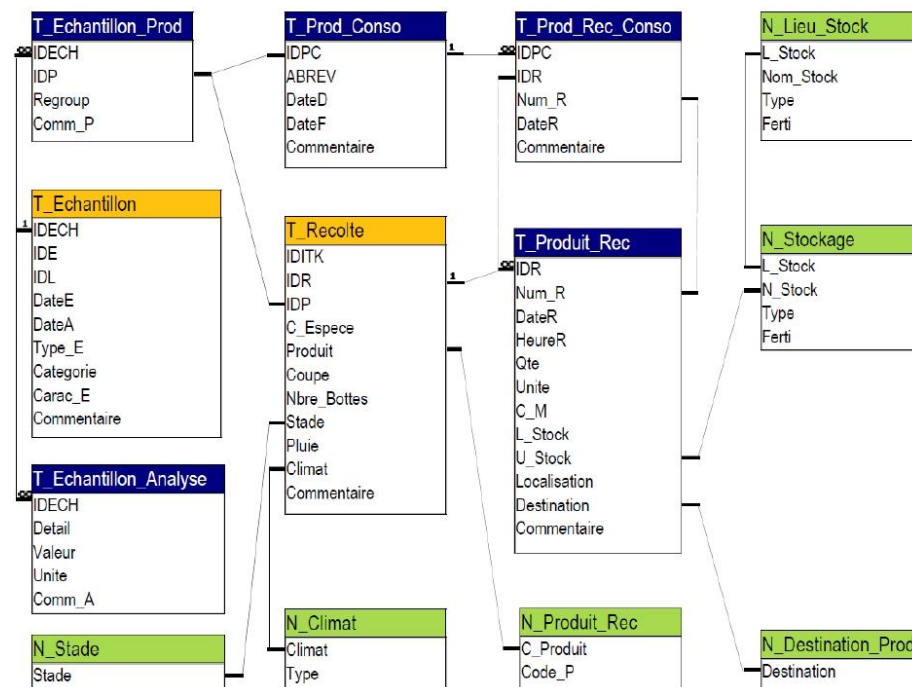 T_Echantillon_Prod
IDECH
IDP
Regroup
Comm_P
T_Prod_Conso
IDPC
ABREV
DateD
DateF
Commentaire
1
∞
T_Prod_Rec_Conso
IDPC
IDR
Num_R
DateR
Commentaire
N_Lieu_Stock
L_Stock
Nom_Stock
Type
Ferti
∞
T_Echantillon
1
IDECH
IDE
IDL
DateE
DateA
Type_E
Categorie
Carac_E
Commentaire
T_Recolte
IDITK
IDR
IDP
C_Espece
Produit
Coupe
Nbre_Bottes
Stade
Pluie
Climat
Commentaire
1
∞
T_Produit_Rec
IDR
Num_R
DateR
HeureR
Qte
Unite
C_M
L_Stock
U_Stock
Localisation
Destination
Commentaire
N_Stockage
L_Stock
N_Stock
Type
Ferti
∞
T_Echantillon_Analyse
IDECH
Detail
Valeur
Unite
Comm_A
N_Stade
Stade
N_Climat
Climat
Type
N_Produit_Rec
C_Produit
Code_P
N_Destination_Prod
Destination